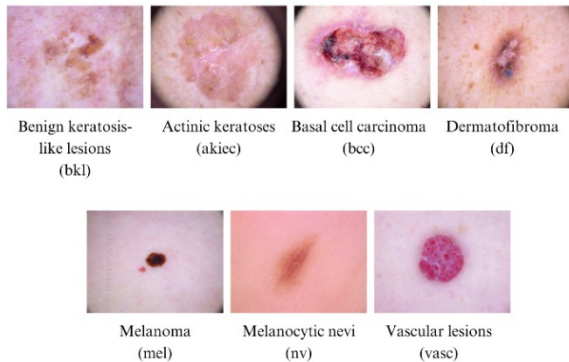 Benign keratosis-
like lesions
(bkl)
Actinic keratoses
(akiec)
Basal cell carcinoma
(bcc)
Dermatofibroma
(df)
Melanoma
(mel)
Melanocytic nevi
(nv)
Vascular lesions
(vasc)